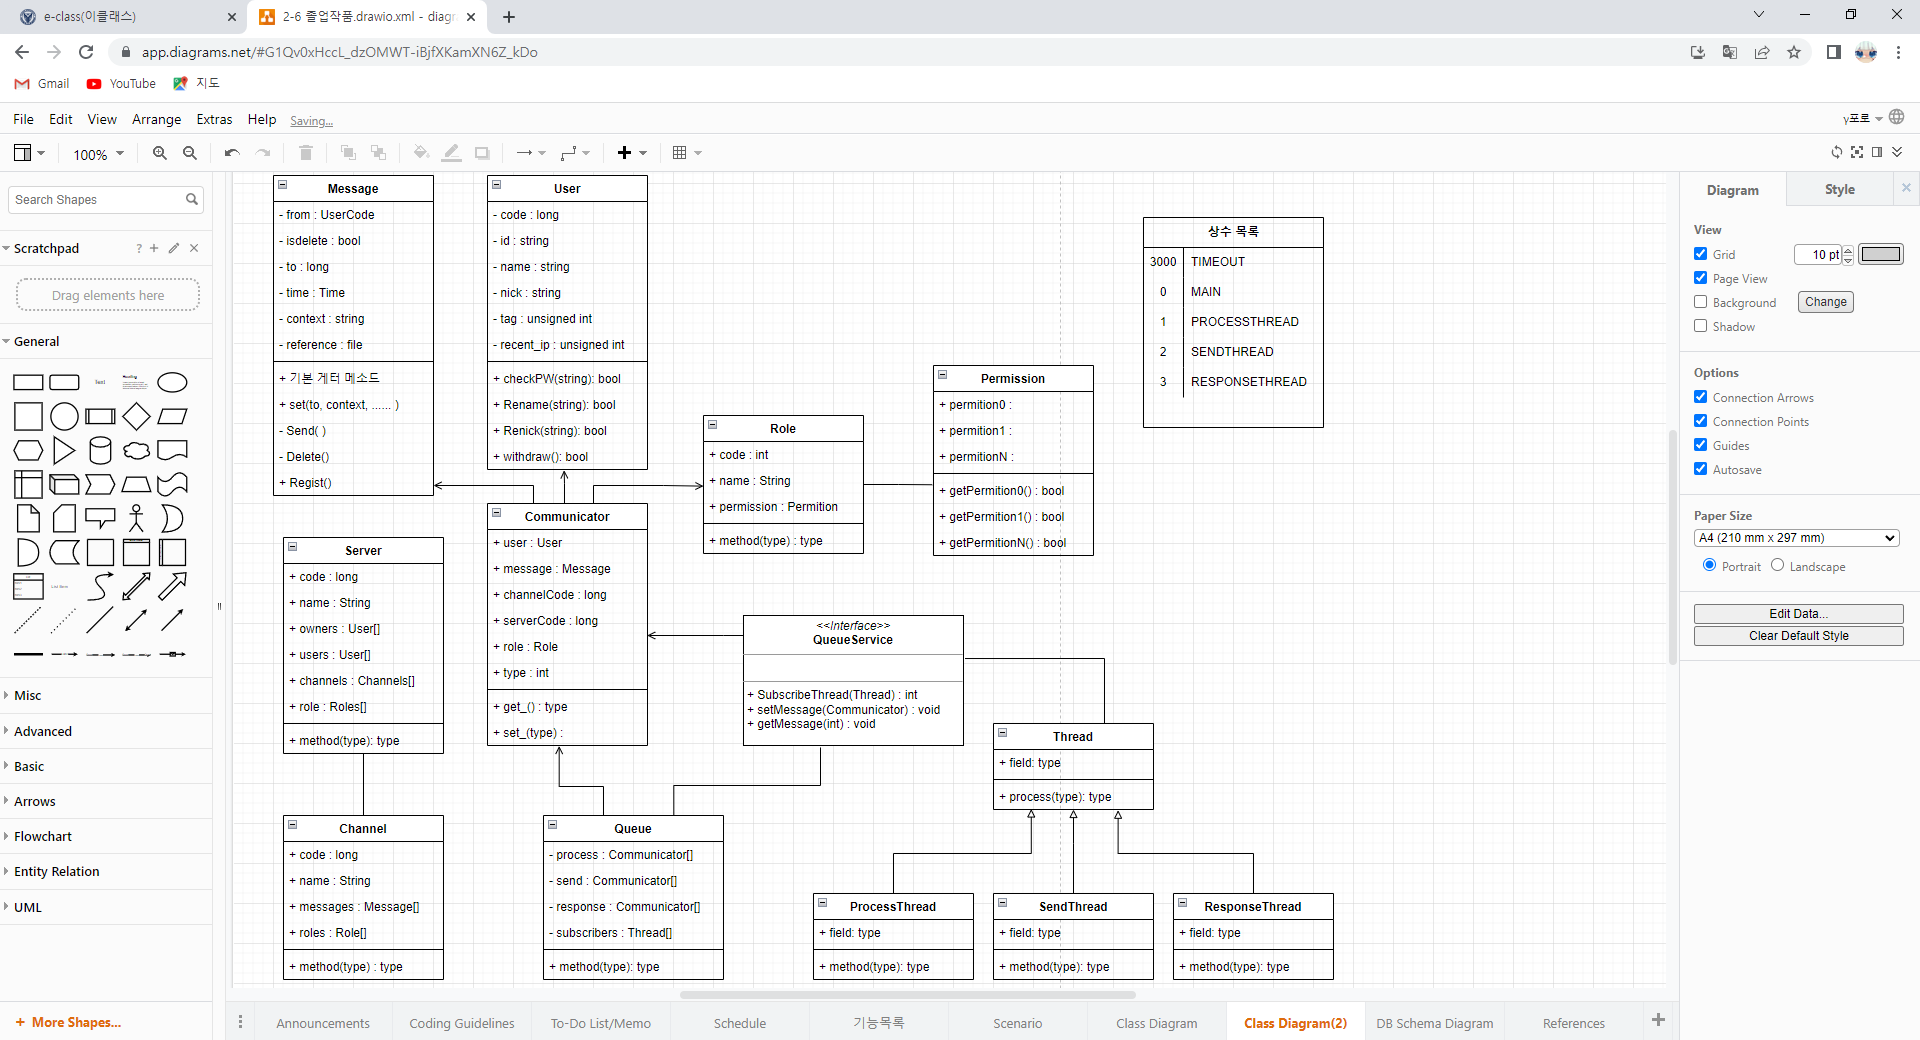 e-class(이클래스)
2-6 졸업작품.drawio.xml - diagr
app.diagrams.net/#G1Qv0xHccL_dzOMWT-iBjfXKamXN6Z_kDo
Gmail
YouTube
지도
File Edit View Arrange Extras Help Saving...
γ포로
100%
Search Shapes
Scratchpad
?
Drag elements here
General
Text
Heading
Misc
Advanced
Basic
Arrows
Flowchart
Entity Relation
UML
+ More Shapes...
Message
- from : UserCode
- isdelete : bool
- to : long
- time : Time
- context : string
- reference : file
+ 기본 게터 메소드
+ set(to, context, ...... )
- Send( )
- Delete()
+ Regist()
User
- code : long
- id : string
- name : string
- nick : string
- tag : unsigned int
- recent_ip : unsigned int
+ checkPW(string): bool
+ Rename(string): bool
+ Renick(string): bool
+ withdraw(): bool
상수 목록
3000 TIMEOUT
0 MAIN
1 PROCESSTHREAD
2 SENDTHREAD
3 RESPONSETHREAD
Permission
+ permition0 :
+ permition1 :
+ permitionN :
+ getPermition0() : bool
+ getPermition1() : bool
+ getPermitionN() : bool
Role
+ code : int
+ name : String
+ permission : Permition
+ method(type) : type
Communicator
+ user : User
+ message : Message
+ channelCode : long
+ serverCode : long
+ role : Role
+ type : int
+ get_() : type
+ set_(type) :
Server
+ code : long
+ name : String
+ owners : User[]
+ users : User[]
+ channels : Channels[]
+ role : Roles[]
+ method(type): type
<<Interface>>
QueueService
+ SubscribeThread(Thread) : int
+ setMessage(Communicator) : void
+ getMessage(int) : void
Thread
+ field: type
+ process(type): type
Channel
+ code : long
+ name : String
+ messages : Message[]
+ roles : Role[]
+ method(type) : type
Queue
- process : Communicator[]
- send : Communicator[]
- response : Communicator[]
- subscribers : Thread[]
+ method(type): type
ProcessThread
+ field: type
+ method(type): type
SendThread
+ field: type
+ method(type): type
ResponseThread
+ field: type
+ method(type): type
Diagram
Style
View
Grid
10 pt
Page View
Background
Change
Shadow
Options
Connection Arrows
Connection Points
Guides
Autosave
Paper Size
A4 (210 mm x 297 mm)
Portrait
Landscape
Edit Data...
Clear Default Style
Announcements
Coding Guidelines
To-Do List/Memo
Schedule
기능목록
Scenario
Class Diagram
Class Diagram(2)
DB Schema Diagram
References